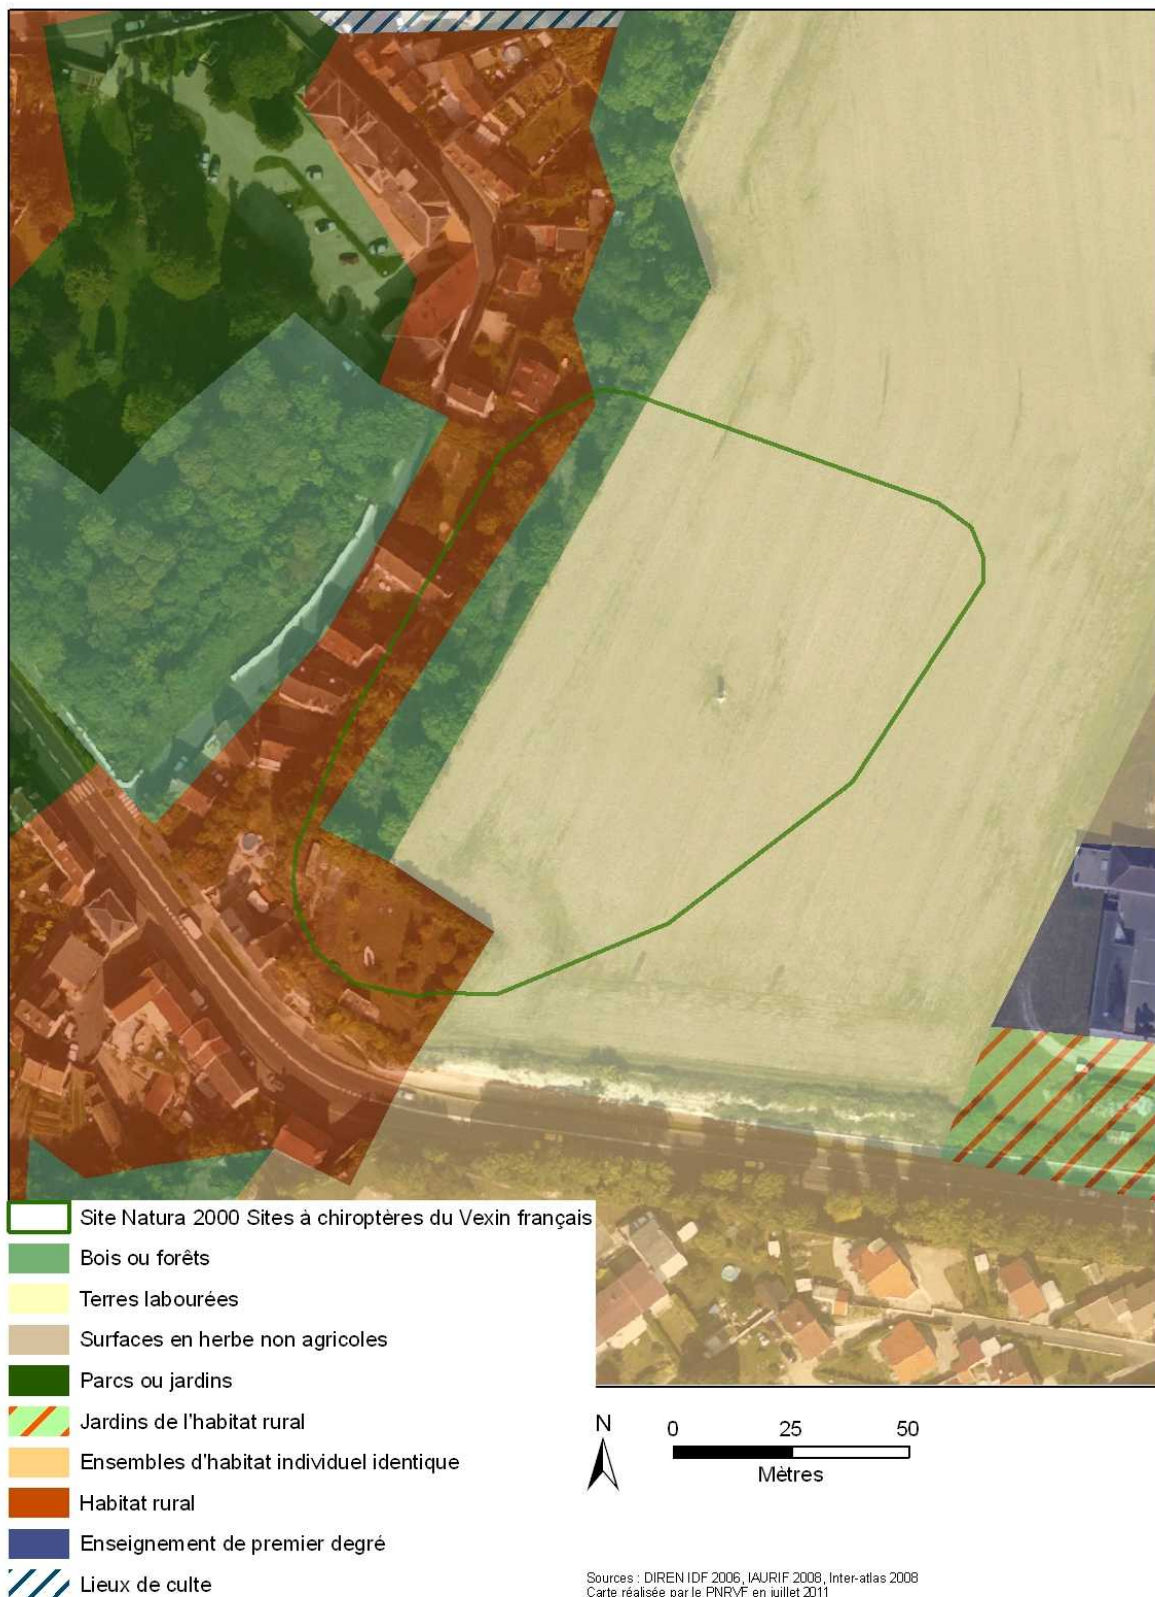 Site Natura 2000 Sites à chiroptères du Vexin français
Bois ou forêts
Terres labourées
Surfaces en herbe non agricoles
Parcs ou jardins
Jardins de l'habitat rural
Ensembles d'habitat individuel identique
Habitat rural
Enseignement de premier degré
Lieux de culte
N
0 25 50
Mètres
Sources : DIREN IDF 2006, IAURIF 2008, Inter-atlas 2008
Carte réalisée par le PNRVF en juillet 2011